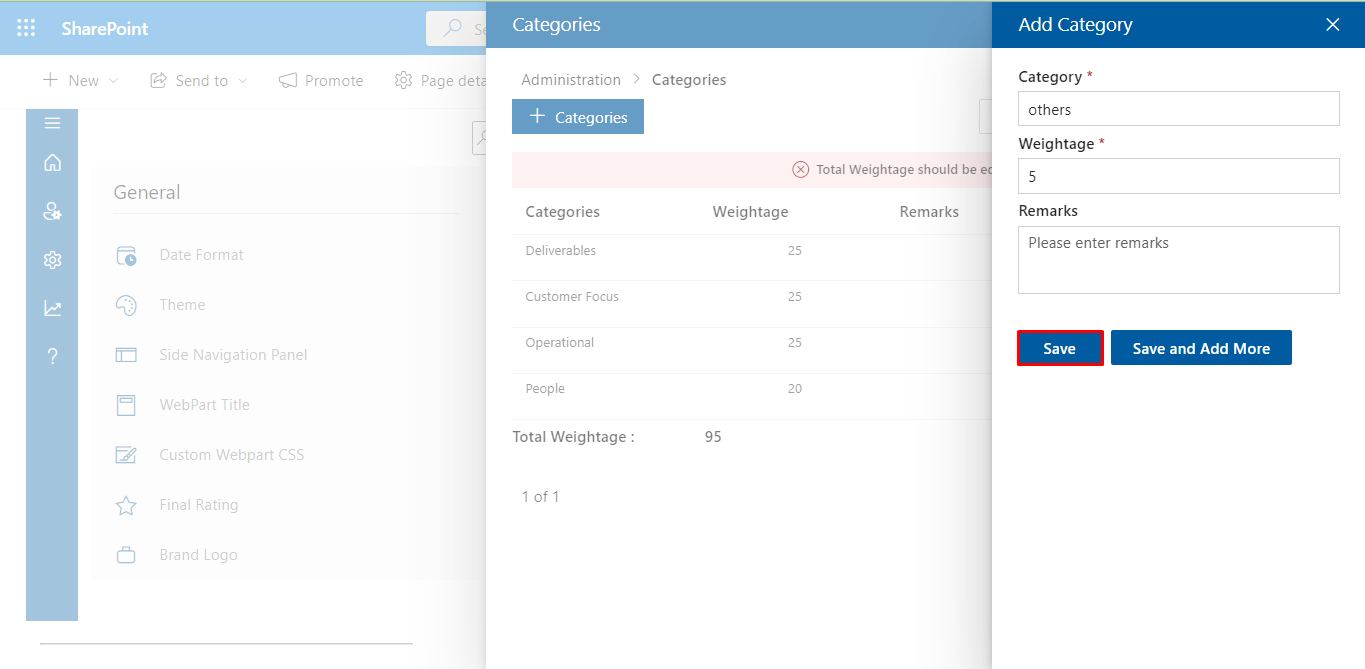 SharePoint
New
Send to
Promote
Page deta
General
Date Format
Theme
Side Navigation Panel
WebPart Title
Custom Webpart CSS
Final Rating
Brand Logo
?
Categories
Administration > Categories
+ Categories
Total Weightage should be
Categories Weightage Remarks
Deliverables 25
Customer Focus 25
Operational 25
People 20
Total Weightage : 95
1 of 1
Add Category
Category *
others
Weightage *
5
Remarks
Please enter remarks
Save Save and Add More